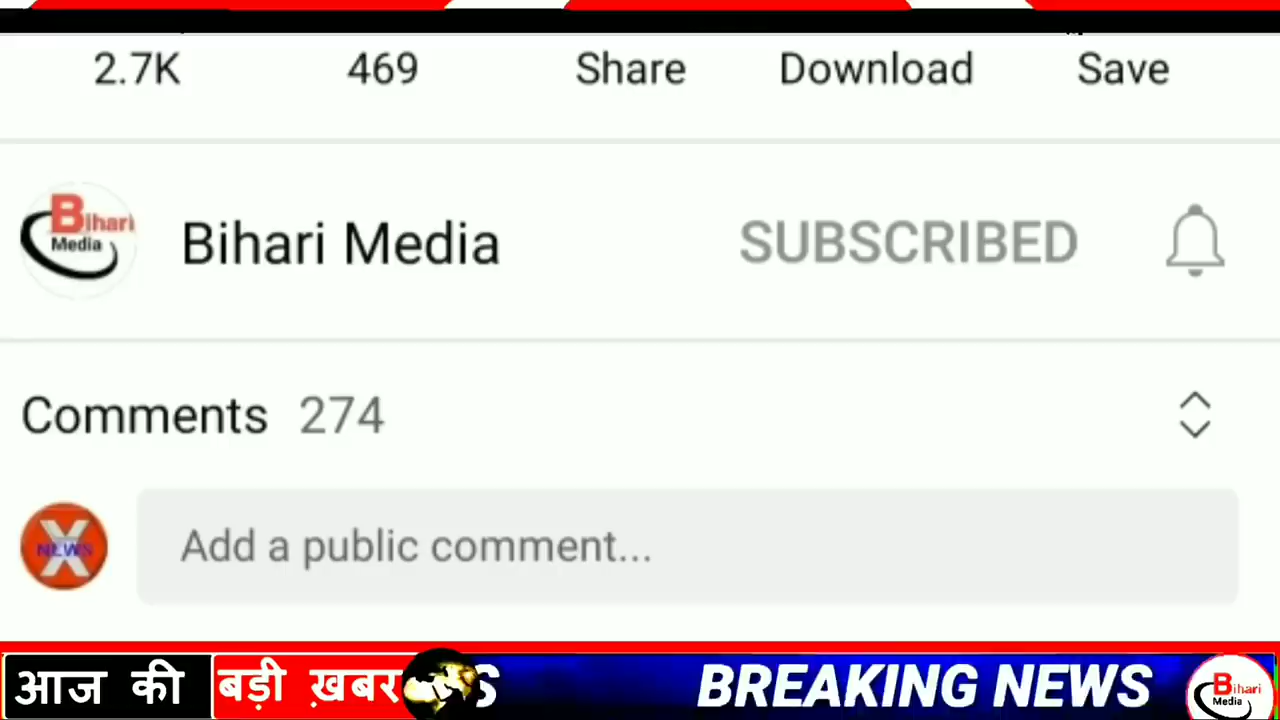 2.7K 469 Share Download Save
Bihari Media
Bihari Media SUBSCRIBED
Comments 274
X NEWS
Add a public comment...
आज की बड़ी ख़बर S BREAKING NEWS
Bihari Media